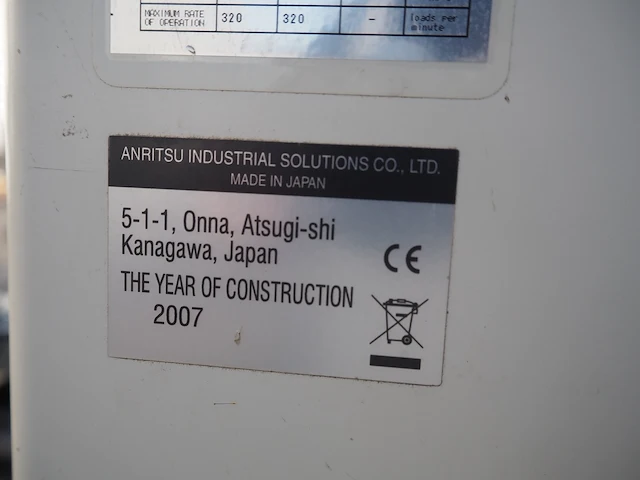 MAXIMUM RATE OF OPERATION 320 320 - loads per minute
ANRITSU INDUSTRIAL SOLUTIONS CO., LTD.
MADE IN JAPAN
5-1-1, Onna, Atsugi-shi
Kanagawa, Japan
CE
THE YEAR OF CONSTRUCTION
2007